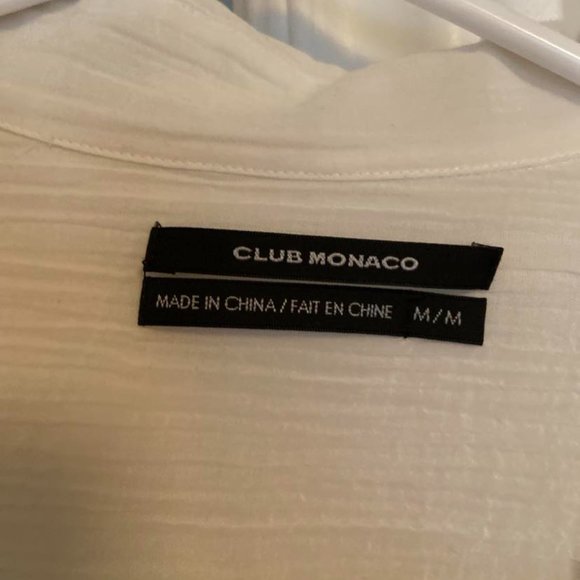 CLUB MONACO
MADE IN CHINA / FAIT EN CHINE M/M